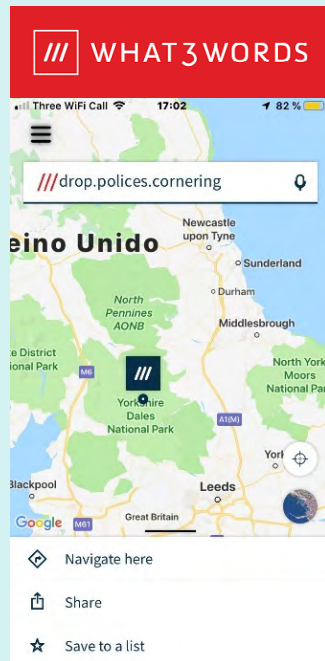 /// WHAT3WORDS
Three WiFi Call 17:02 82 %
///drop.polices.cornering
Newcastle
upon Tyne
eino Unido
Sunderland
Durham
North
Pennines
AONB
Middlesbrough
e District
ional Park
M6
///
North York
Moors
National Par
Yorkshire
Dales
National Park
A1(M)
York
Blackpool
Leeds
Google
M61
Great Britain
Navigate here
Share
Save to a list